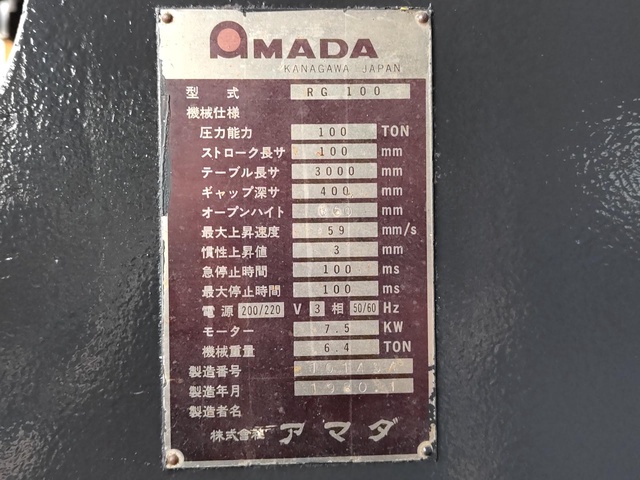 AMADA
KANAGAWA JAPAN
型式 RG 100
機械仕様
圧力能力 100 TON
ストローク長サ 100 mm
テーブル長サ 3000 mm
ギャップ深サ 400 mm
オープンハイト mm
最大上昇速度 59 mm/s
慣性上昇値 3 mm
急停止時間 100 ms
最大停止時間 100 ms
電源 200/220 V 3 相 50/60 Hz
モーター 7.5 KW
機械重量 6.4 TON
製造番号
製造年月
製造者名
株式会社 アマダ